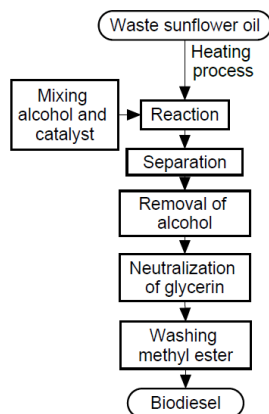 Waste sunflower oil
Heating
process
Mixing
alcohol and
catalyst
Reaction
Separation
Removal of
alcohol
Neutralization
of glycerin
Washing
methyl ester
Biodiesel